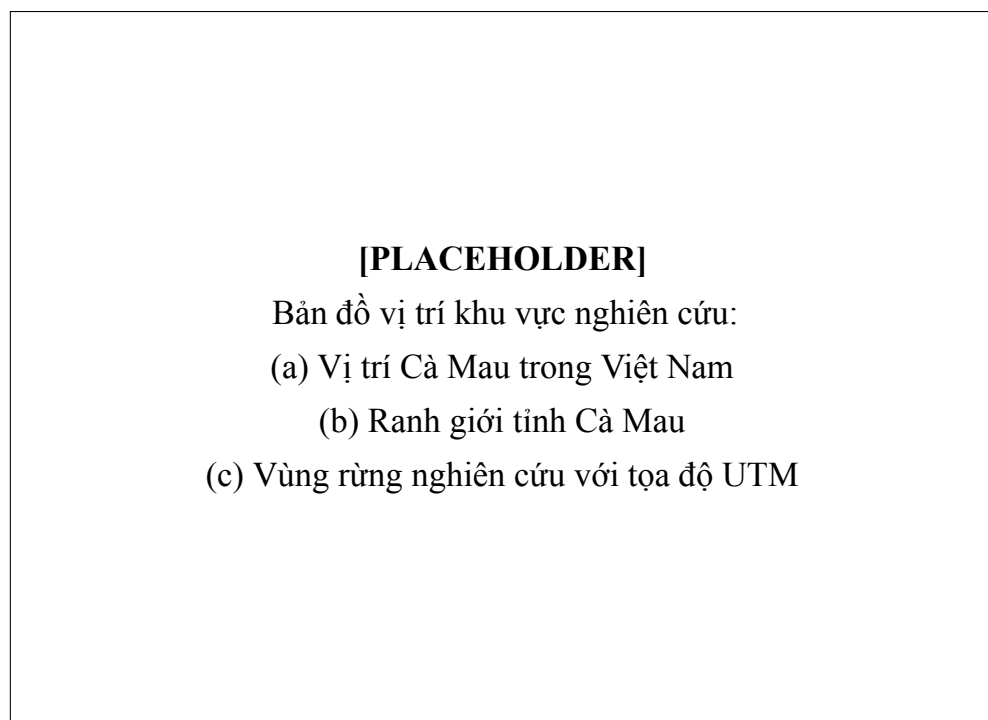 [PLACEHOLDER]
Bản đồ vị trí khu vực nghiên cứu:
(a) Vị trí Cà Mau trong Việt Nam
(b) Ranh giới tỉnh Cà Mau
(c) Vùng rừng nghiên cứu với tọa độ UTM